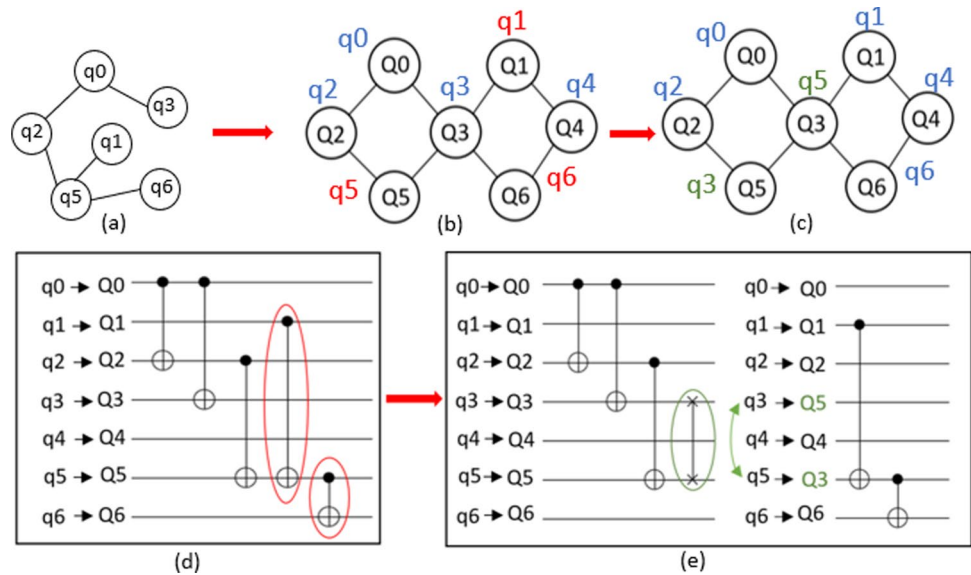 q0
q3
q2
q1
q5
q6
(a)
q0
q1
Q0
Q1
q2
q3
q4
Q2
Q3
Q4
q5
Q5
Q6
q6
(b)
q0
q1
Q0
Q1
q2
q5
q4
Q2
Q3
Q4
q3
Q5
Q6
q6
(c)
q0 → Q0
q1 → Q1
q2 → Q2
q3 → Q3
q4 → Q4
q5 → Q5
q6 → Q6
(d)
q0 → Q0
q1 → Q1
q2 → Q2
q3 → Q3
q4 → Q4
q5 → Q5
q6 → Q6
q0 → Q0
q1 → Q1
q2 → Q2
q3 → Q5
q4 → Q4
q5 → Q3
q6 → Q6
(e)